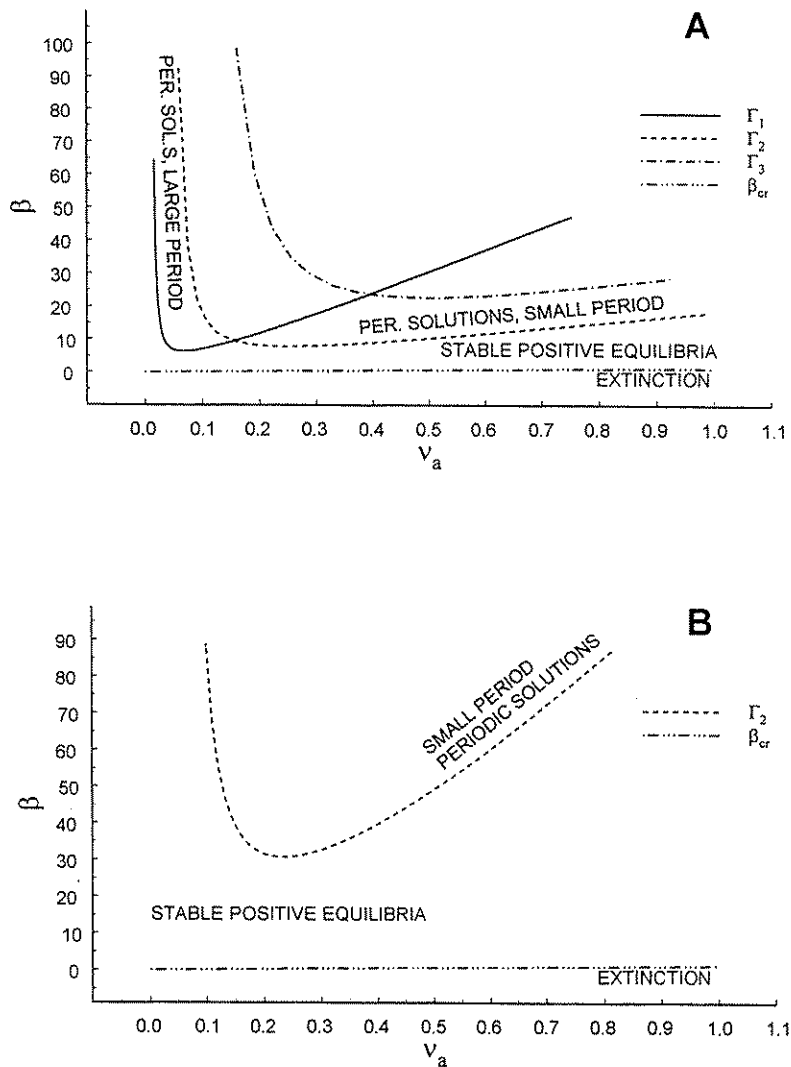 A
100
90
80
70
60
50
40
30
20
10
0
β
PER. SOL.S, LARGE PERIOD
Γ1
Γ2
Γ3
βcr
PER. SOLUTIONS, SMALL PERIOD
STABLE POSITIVE EQUILIBRIA
EXTINCTION
0.0 0.1 0.2 0.3 0.4 0.5 0.6 0.7 0.8 0.9 1.0 1.1
νa
B
90
80
70
60
50
40
30
20
10
0
β
SMALL PERIOD
PERIODIC SOLUTIONS
Γ2
βcr
STABLE POSITIVE EQUILIBRIA
EXTINCTION
0.0 0.1 0.2 0.3 0.4 0.5 0.6 0.7 0.8 0.9 1.0 1.1
νa